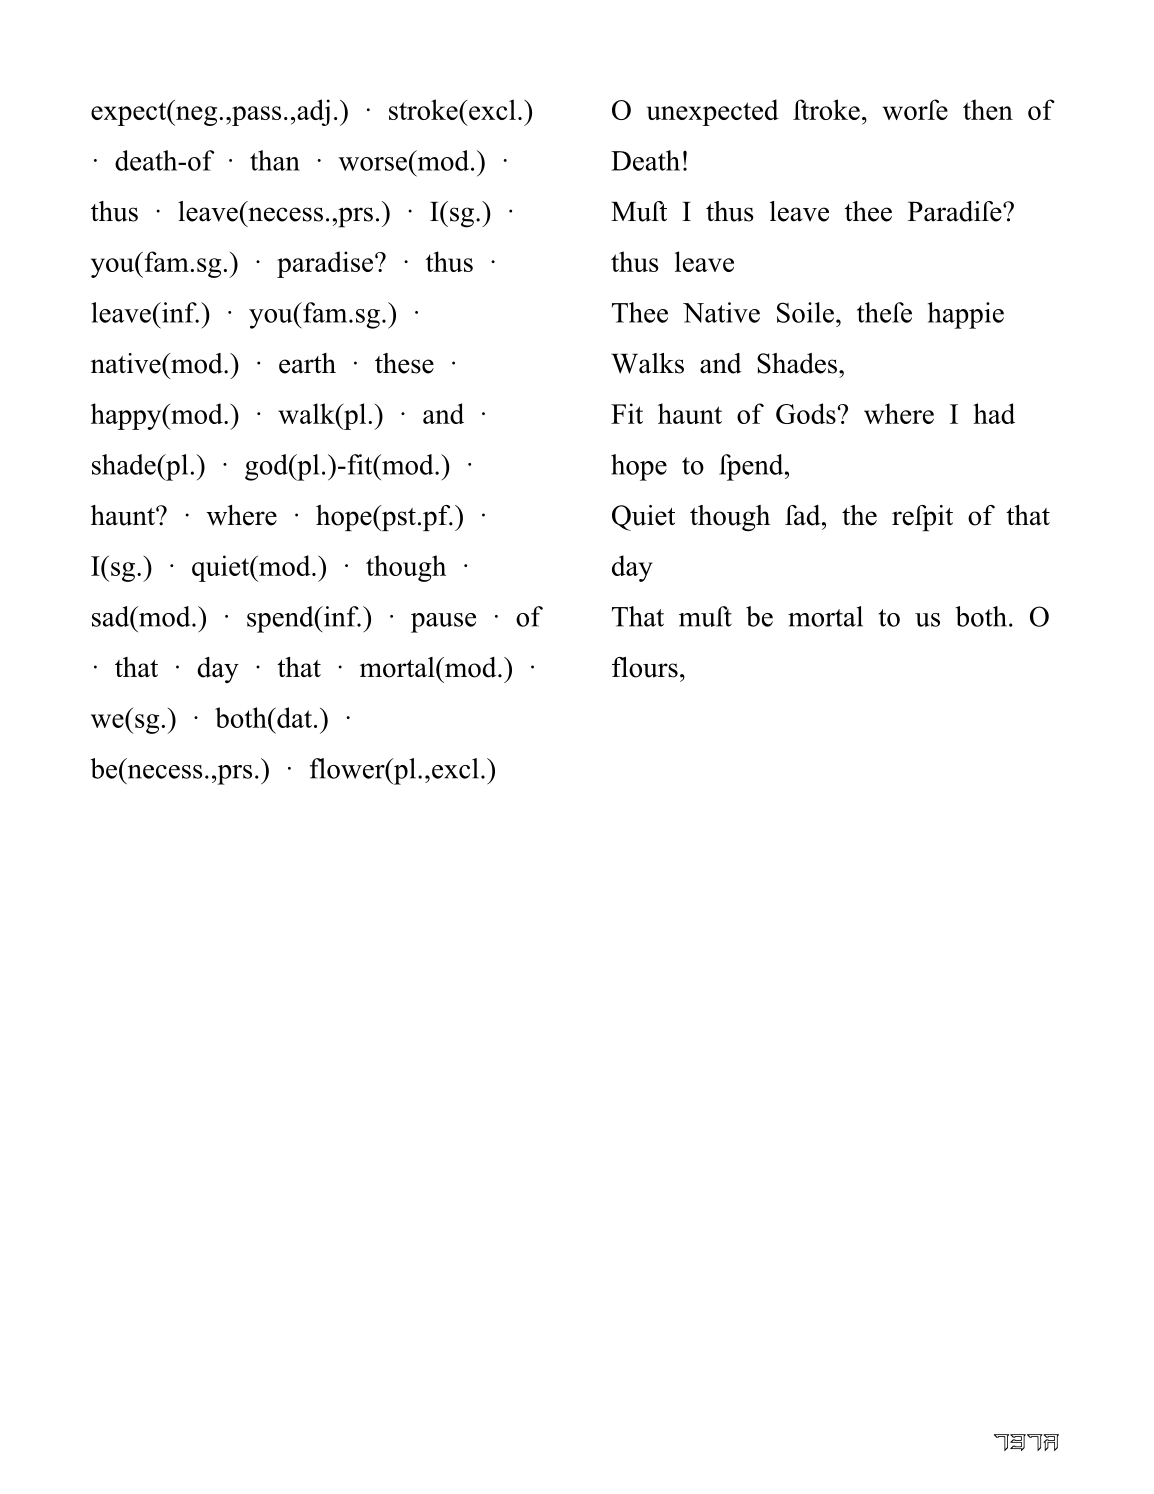 expect(neg.,pass.,adj.) · stroke(excl.)
· death-of · than · worse(mod.) ·
thus · leave(necess.,prs.) · I(sg.) ·
you(fam.sg.) · paradise? · thus ·
leave(inf.) · you(fam.sg.) ·
native(mod.) · earth · these ·
happy(mod.) · walk(pl.) · and ·
shade(pl.) · god(pl.)-fit(mod.) ·
haunt? · where · hope(pst.pf.) ·
I(sg.) · quiet(mod.) · though ·
sad(mod.) · spend(inf.) · pause · of
· that · day · that · mortal(mod.) ·
we(sg.) · both(dat.) ·
be(necess.,prs.) · flower(pl.,excl.)
O unexpected ſtroke, worſe then of
Death!
Muſt I thus leave thee Paradiſe?
thus leave
Thee Native Soile, theſe happie
Walks and Shades,
Fit haunt of Gods? where I had
hope to ſpend,
Quiet though ſad, the reſpit of that
day
That muſt be mortal to us both. O
flours,